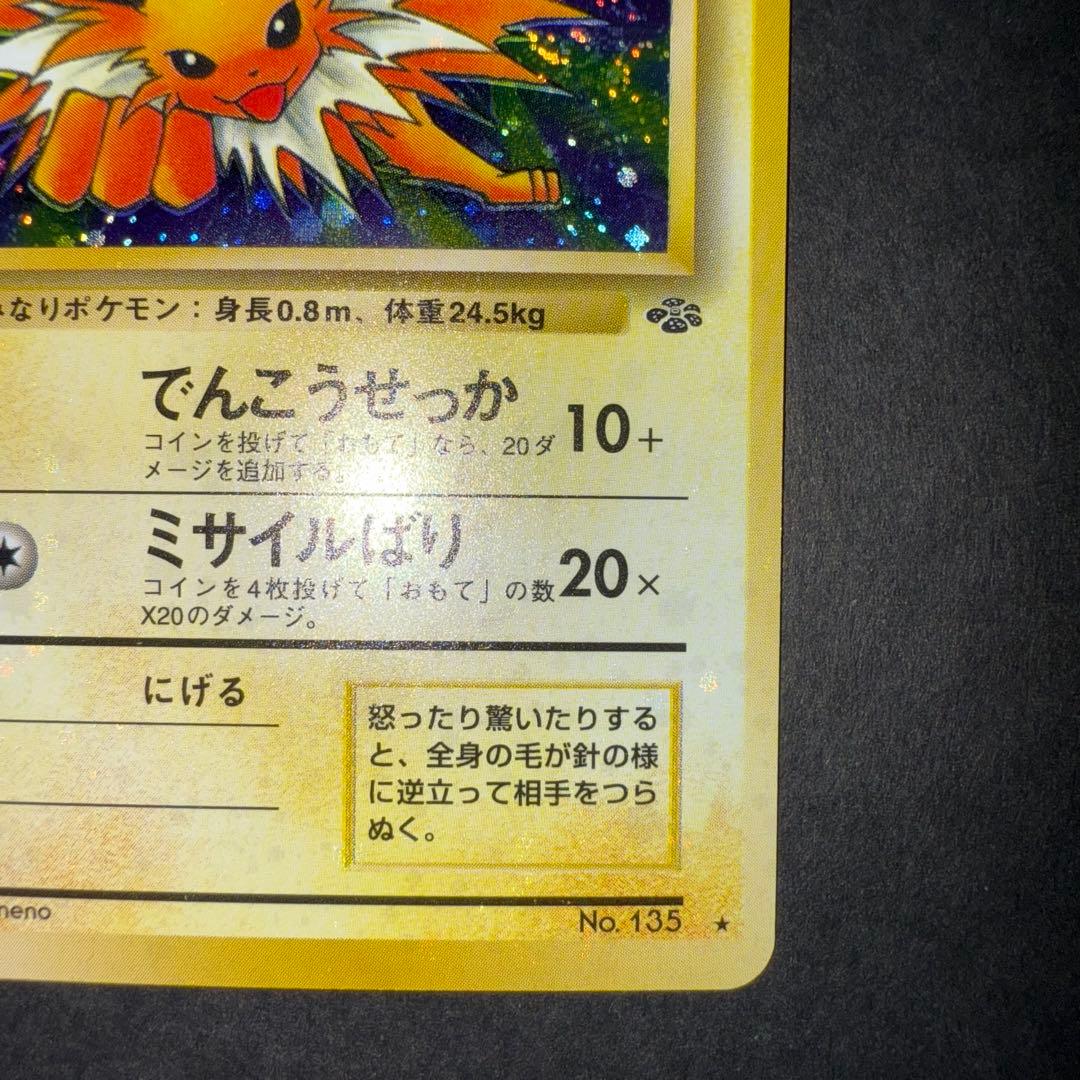 なりポケモン：身長0.8m、体重24.5kg
でんこうせっか
10+
コインを投げて「おもて」なら、20ダ
メージを追加する。
ミサイルばり
20×
コインを4枚投げて「おもて」の数
X20のダメージ。
にげる
怒ったり驚いたりする
と、全身の毛が針の様
に逆立って相手をつら
ぬく。
neno
No. 135 ★